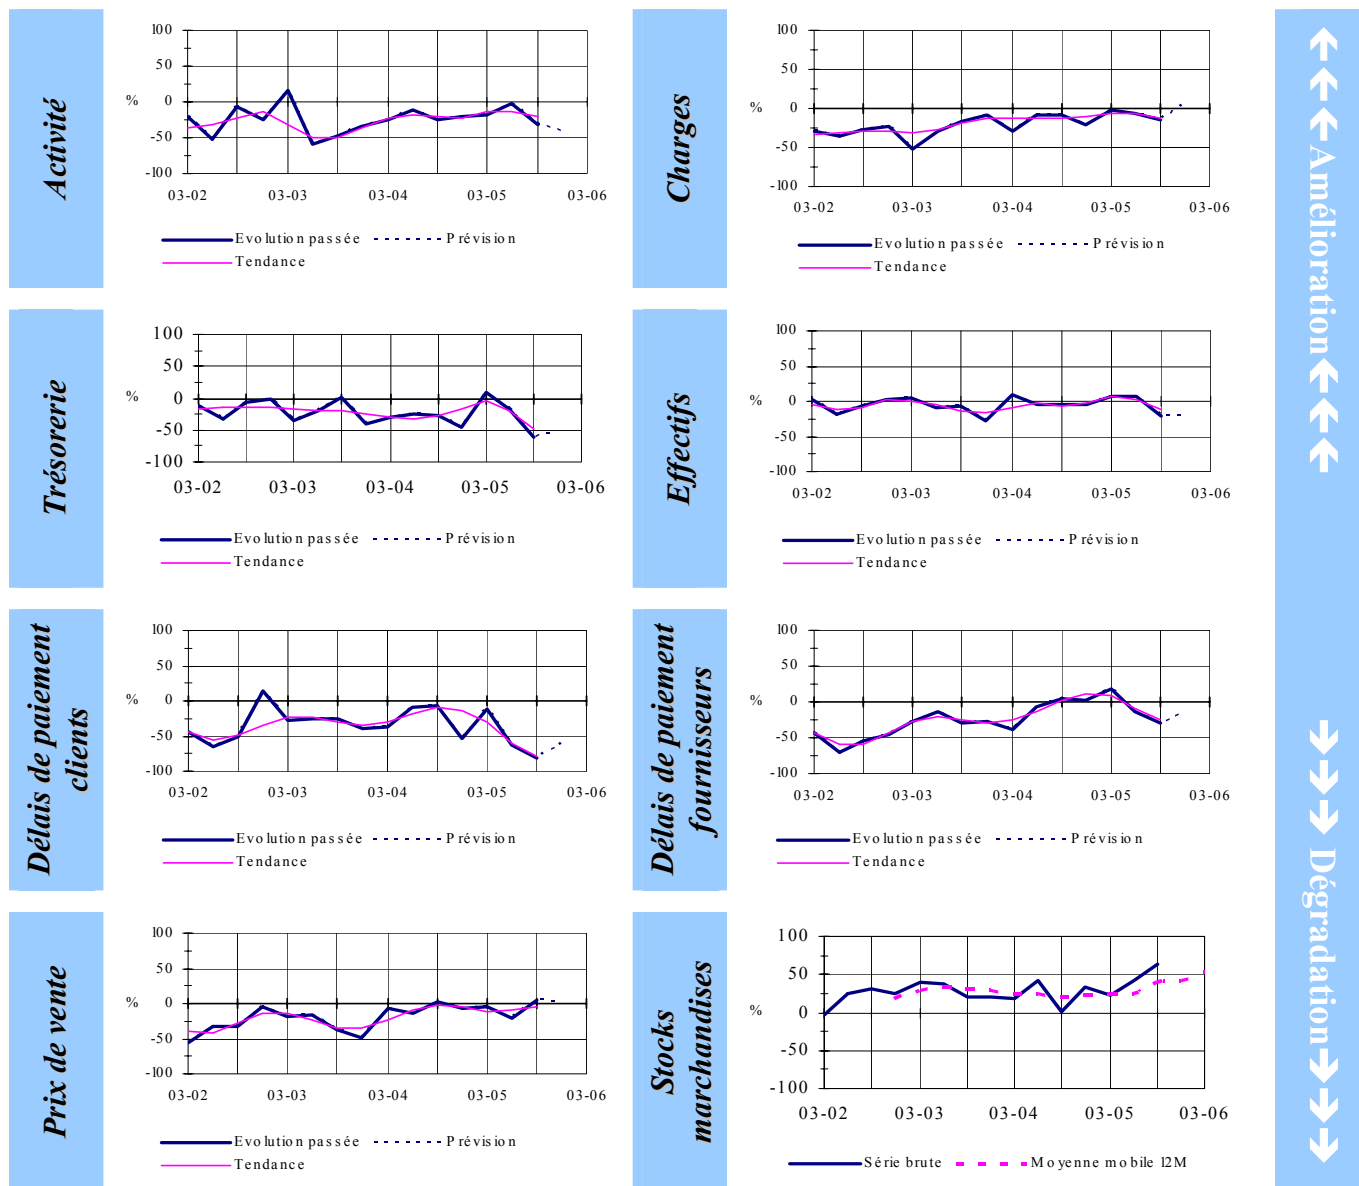 Activité
100
50
0
-50
-100
%
03-02 03-03 03-04 03-05 03-06
Evolution passée Prévision
Tendance
Charges
100
50
0
-50
-100
%
03-02 03-03 03-04 03-05 03-06
Evolution passée Prévision
Tendance
Trésorerie
100
50
0
-50
-100
%
03-02 03-03 03-04 03-05 03-06
Evolution passée Prévision
Tendance
Effectifs
100
50
0
-50
-100
%
03-02 03-03 03-04 03-05 03-06
Evolution passée Prévision
Tendance
Délais de paiement
clients
100
50
0
-50
-100
%
03-02 03-03 03-04 03-05 03-06
Evolution passée Prévision
Tendance
Délais de paiement
fournisseurs
100
50
0
-50
-100
%
03-02 03-03 03-04 03-05 03-06
Evolution passée Prévision
Tendance
Prix de vente
100
50
0
-50
-100
%
03-02 03-03 03-04 03-05 03-06
Evolution passée Prévision
Tendance
Stocks
marchandises
100
50
0
-50
-100
%
03-02 03-03 03-04 03-05 03-06
Série brute Moyenne mobile 12M
Amélioration
Dégradation